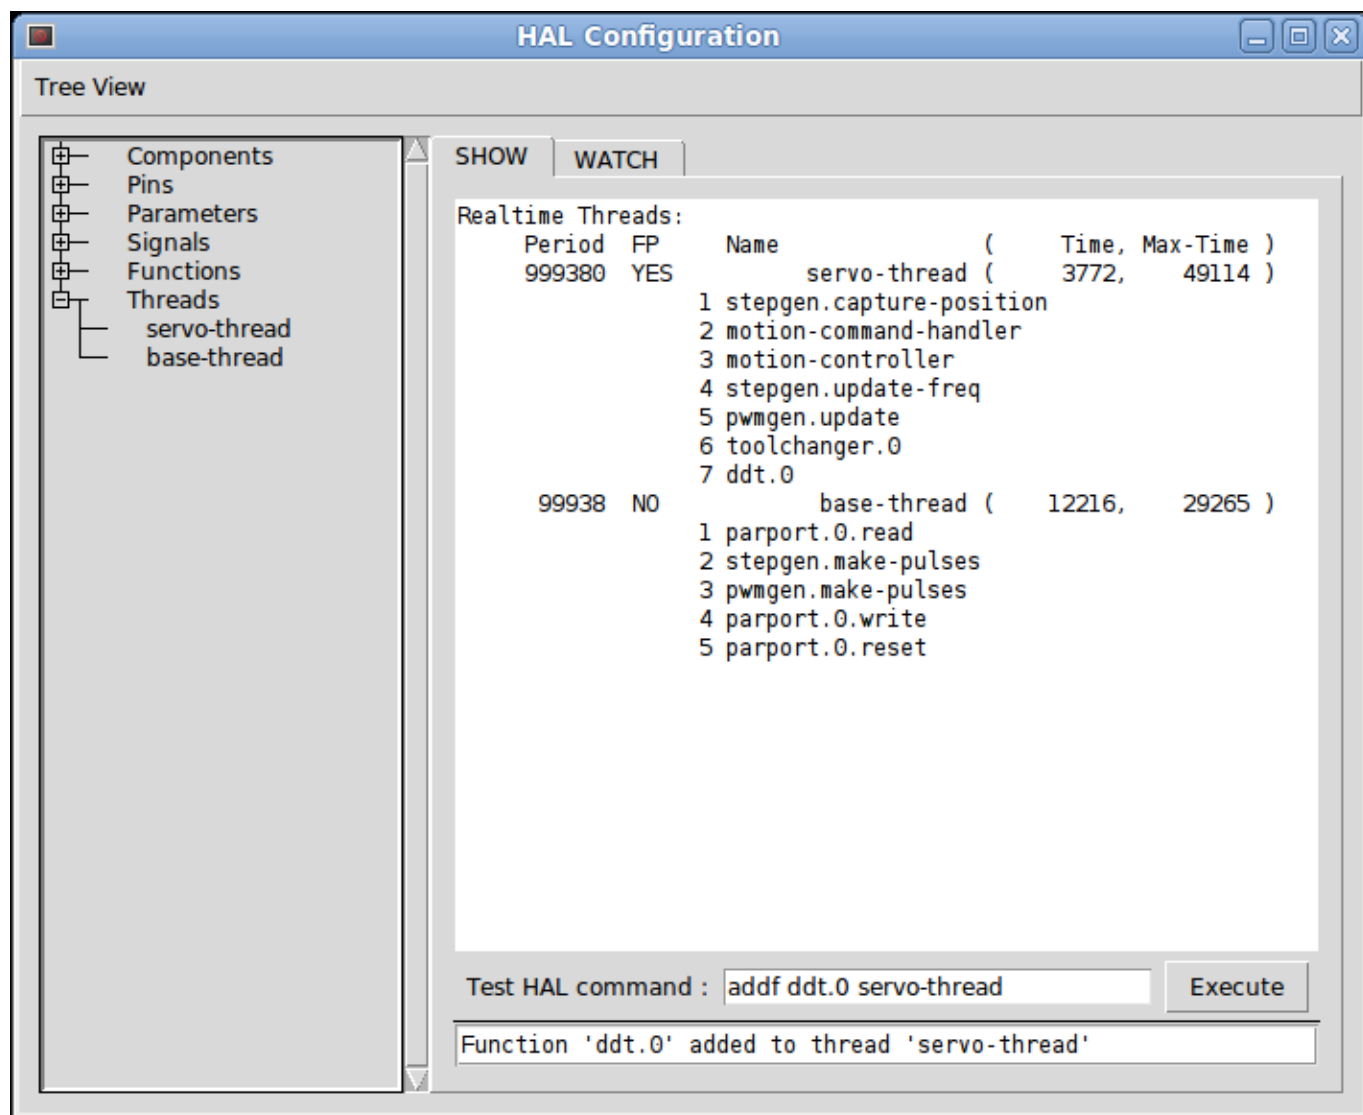 HAL Configuration
Tree View
Components
Pins
Parameters
Signals
Functions
Threads
servo-thread
base-thread
SHOW WATCH
Realtime Threads:
Period FP Name ( Time, Max-Time )
999380 YES servo-thread ( 3772, 49114 )
1 stepgen.capture-position
2 motion-command-handler
3 motion-controller
4 stepgen.update-freq
5 pwmgen.update
6 toolchanger.0
7 ddt.0
99938 NO base-thread ( 12216, 29265 )
1 parport.0.read
2 stepgen.make-pulses
3 pwmgen.make-pulses
4 parport.0.write
5 parport.0.reset
Test HAL command : addf ddt.0 servo-thread Execute
Function 'ddt.0' added to thread 'servo-thread'